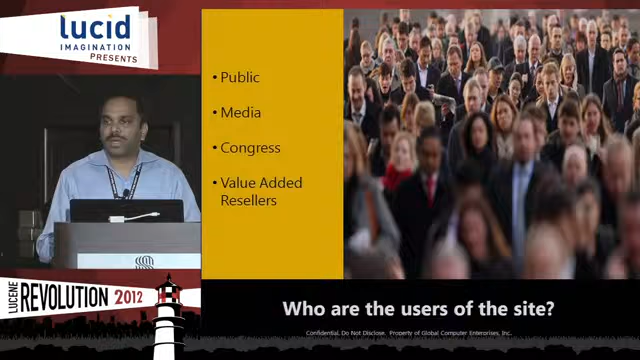 lucid
IMAGINATION
PRESENTS
• Public
• Media
• Congress
• Value Added
Resellers
LUCENE
REVOLUTION 2012
Who are the users of the site?
Confidential. Do Not Disclose. Property of Global Computer Enterprises, Inc.